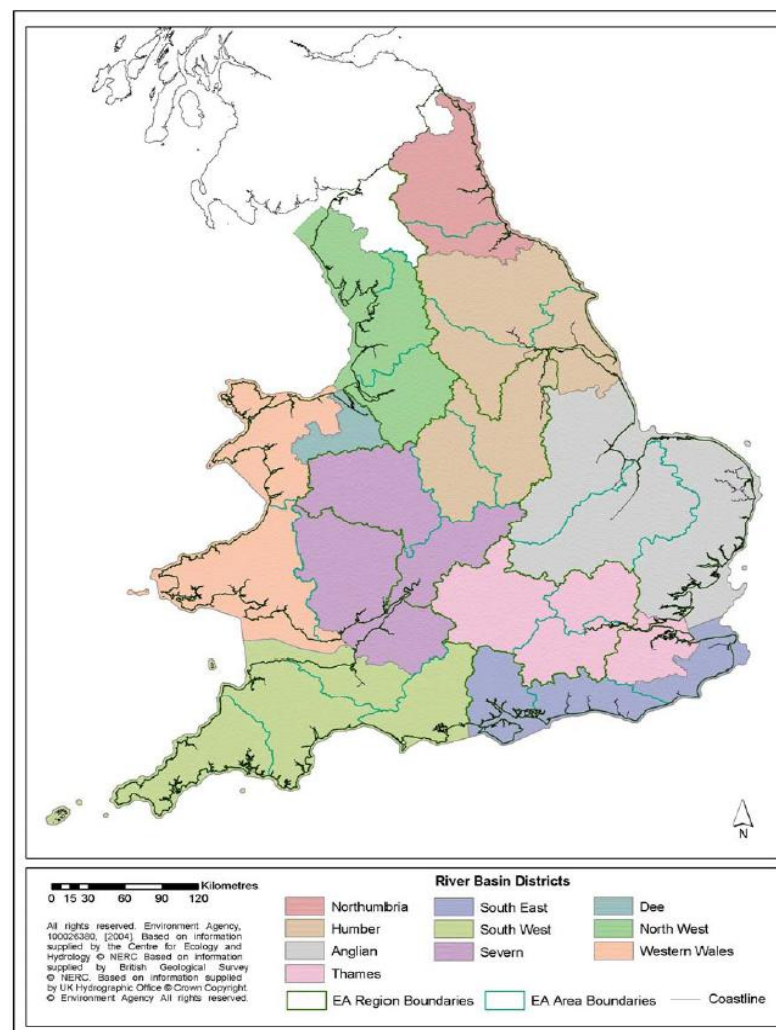 N
Kilometres
0 15 30 60 90 120
All rights reserved. Environment Agency,
100026380, [2004]. Based on information
supplied by the Centre for Ecology and
Hydrology © NERC Based on information
supplied by British Geological Survey
© NERC. Based on information supplied
by UK Hydrographic Office © Crown Copyright.
© Environment Agency All rights reserved.
River Basin Districts
Northumbria
South East
Dee
Humber
South West
North West
Anglian
Severn
Western Wales
Thames
EA Region Boundaries
EA Area Boundaries
Coastline